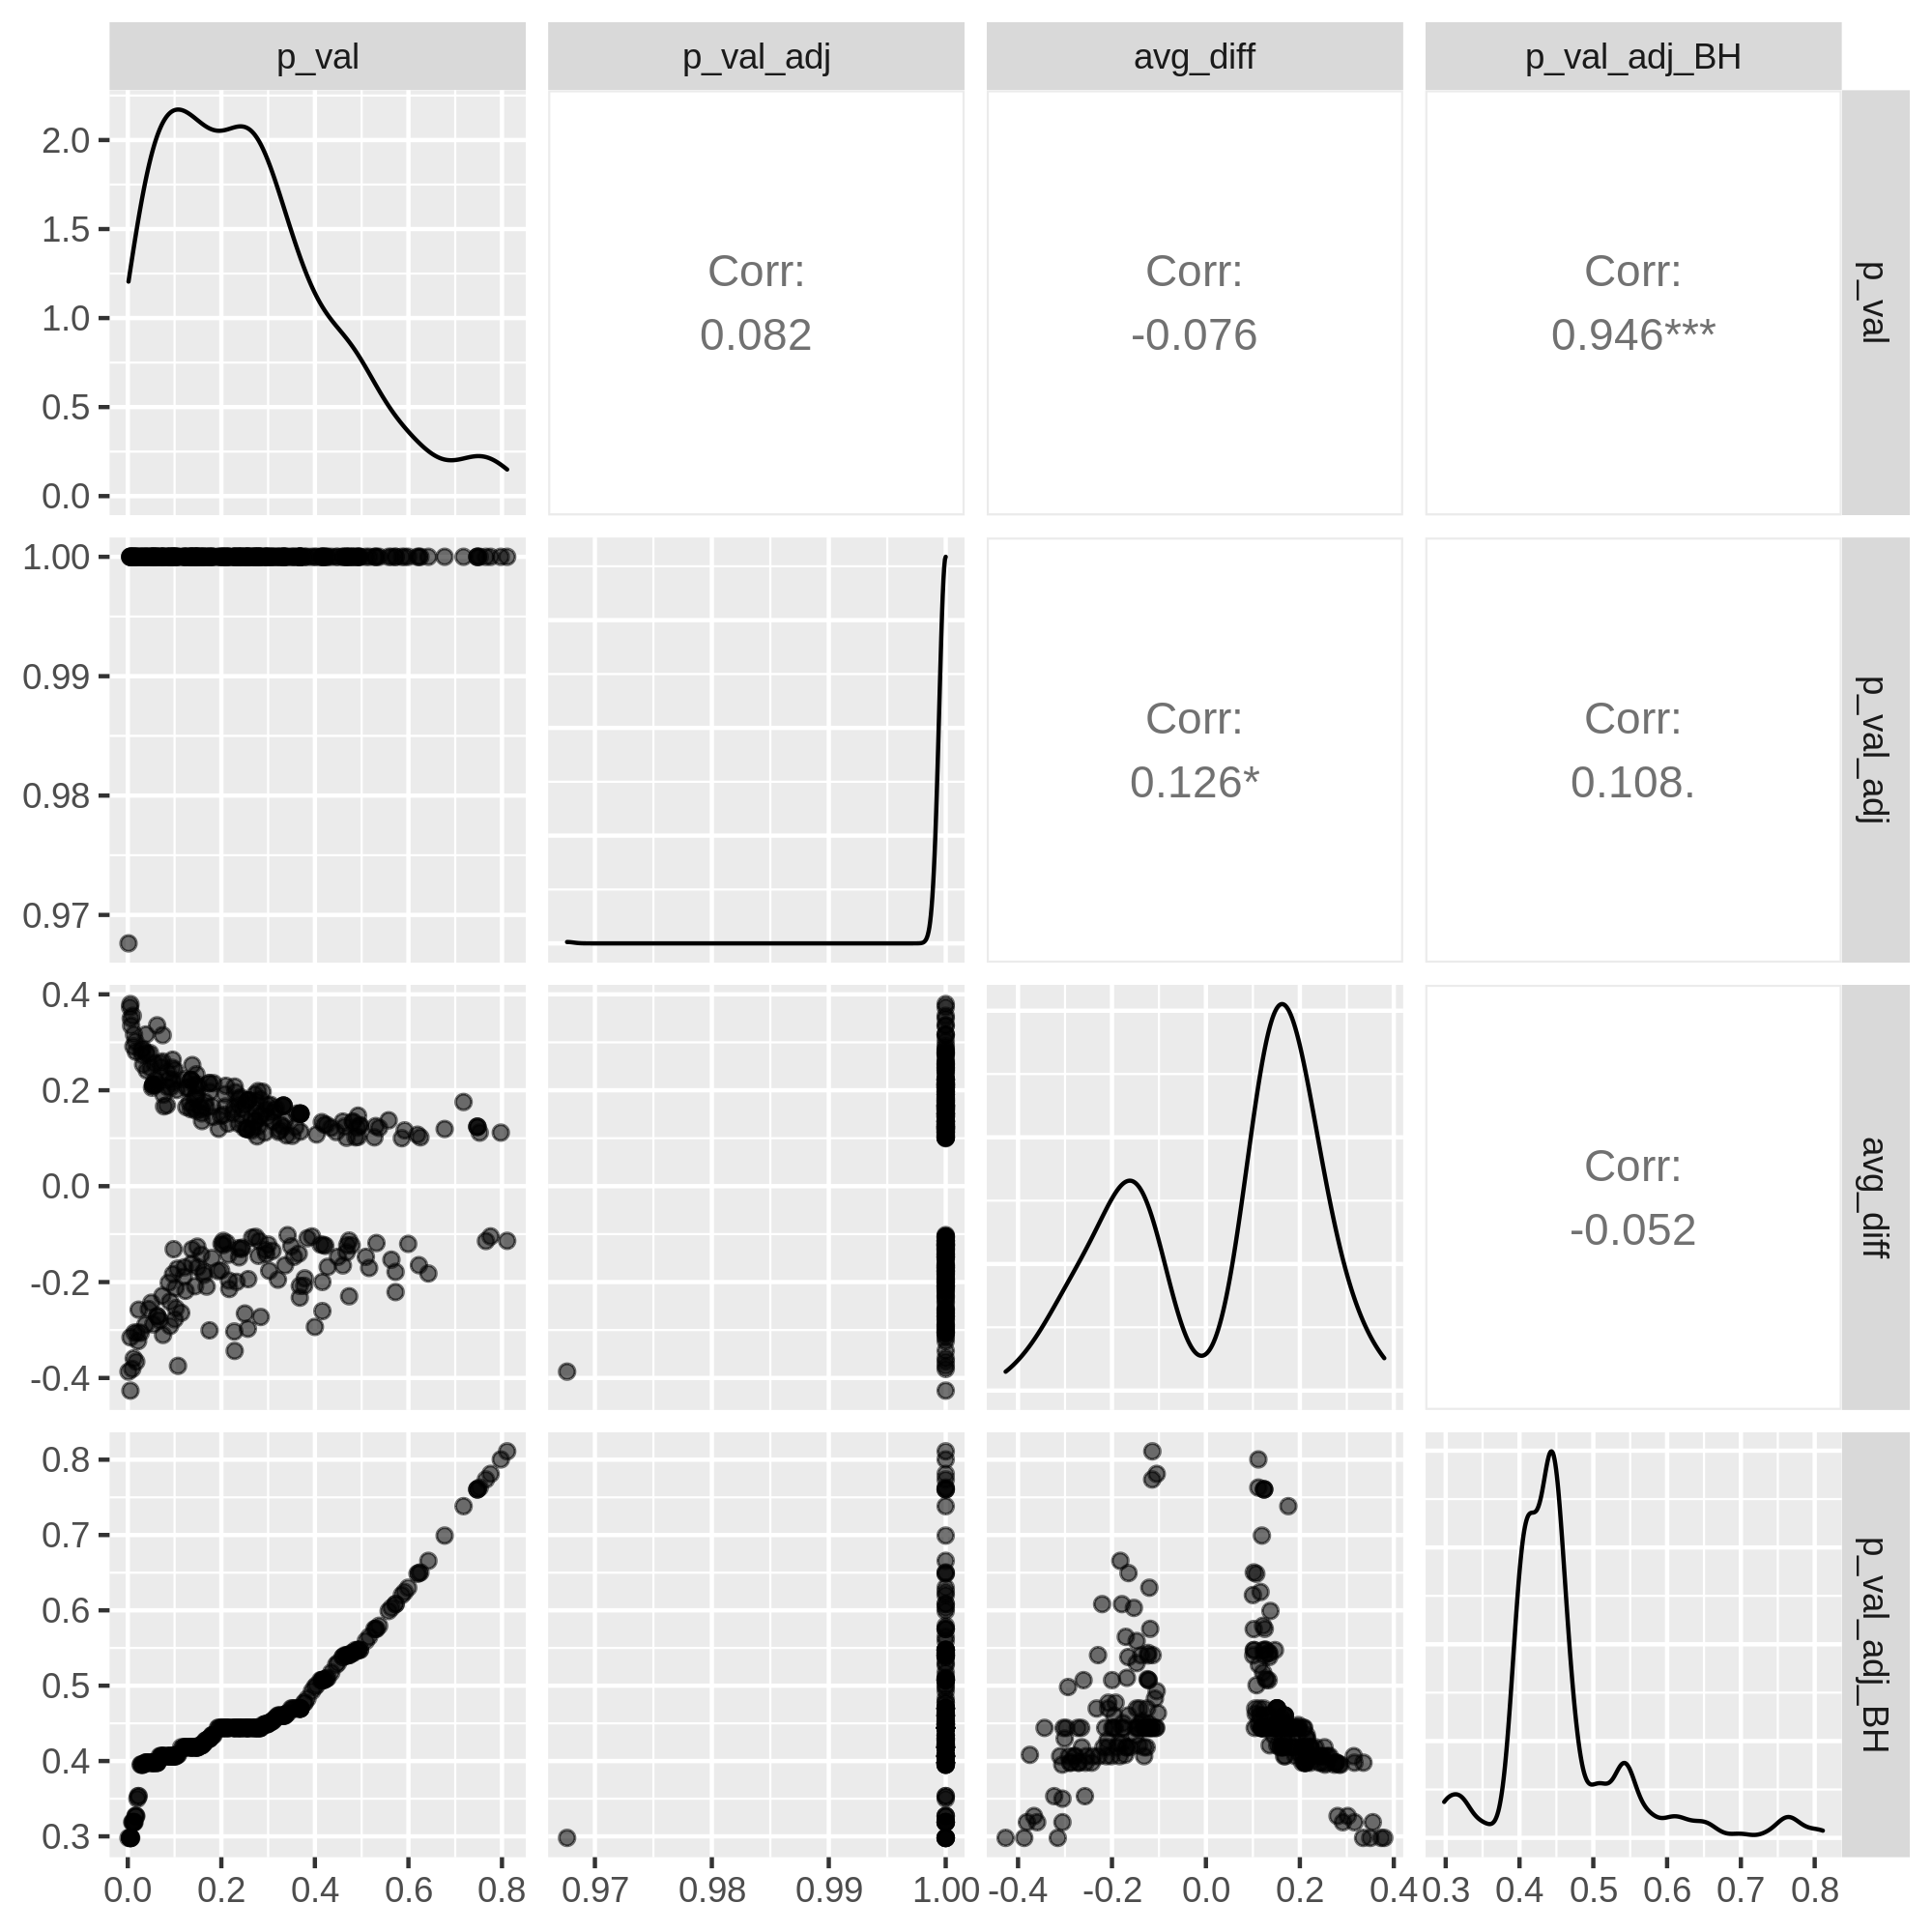 p_val
p_val_adj
avg_diff
p_val_adj_BH
2.0
1.5
1.0
0.5
0.0
Corr:
0.082
Corr:
-0.076
Corr:
0.946***
p_val
1.00
0.99
0.98
0.97
Corr:
0.126*
Corr:
0.108.
p_val_adj
0.4
0.2
0.0
-0.2
-0.4
Corr:
-0.052
avg_diff
0.8
0.7
0.6
0.5
0.4
0.3
p_val_adj_BH
0.0 0.2 0.4 0.6 0.8
0.97 0.98 0.99 1.00
-0.4 -0.2 0.0 0.2 0.4
0.3 0.4 0.5 0.6 0.7 0.8